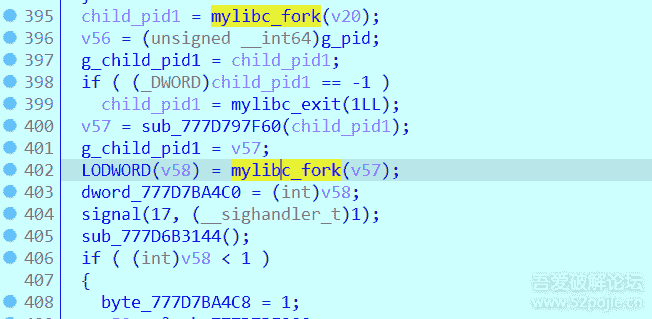 395 child_pid1 = mylibc_fork(v20);
396 v56 = (unsigned __int64)g_pid;
397 g_child_pid1 = child_pid1;
398 if ( (_DWORD)child_pid1 == -1 )
399 child_pid1 = mylibc_exit(1LL);
400 v57 = sub_777D797F60(child_pid1);
401 g_child_pid1 = v57;
402 LODWORD(v58) = mylibc_fork(v57);
403 dword_777D7BA4C0 = (int)v58;
404 signal(17, (__sighandler_t)1);
405 sub_777D6B3144();
406 if ( (int)v58 < 1 )
407 {
408 byte_777D7BA4C8 = 1;
吾爱破解论坛
www.52pojie.cn